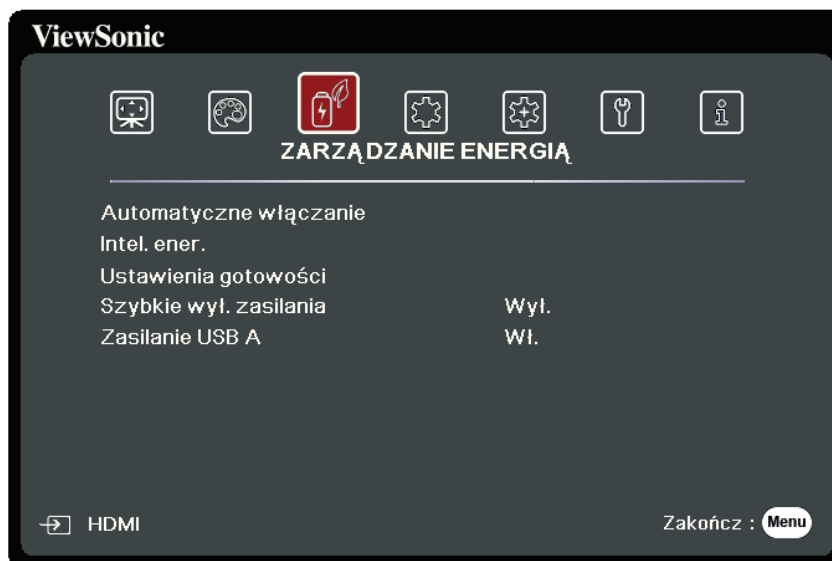 ViewSonic
ZARZĄDZANIE ENERGIĄ
Automatyczne włączanie
Intel. ener.
Ustawienia gotowości
Szybkie wył. zasilania Wył.
Zasilanie USB A Wł.
HDMI Zakończ : Menu